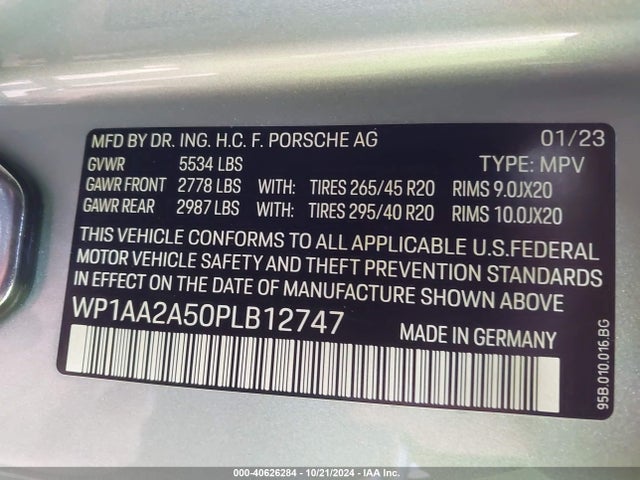 MFD BY DR. ING. H.C. F. PORSCHE AG 01/23
GVWR 5534 LBS TYPE: MPV
GAWR FRONT 2778 LBS WITH: TIRES 265/45 R20 RIMS 9.0JX20
GAWR REAR 2987 LBS WITH: TIRES 295/40 R20 RIMS 10.0JX20
THIS VEHICLE CONFORMS TO ALL APPLICABLE U.S.FEDERAL
MOTOR VEHICLE SAFETY AND THEFT PREVENTION STANDARDS
IN EFFECT ON THE DATE OF MANUFACTURE SHOWN ABOVE
WP1AA2A50PLB12747 MADE IN GERMANY
95B.010.016.BG
000-40626284 - 10/21/2024 - IAA Inc.